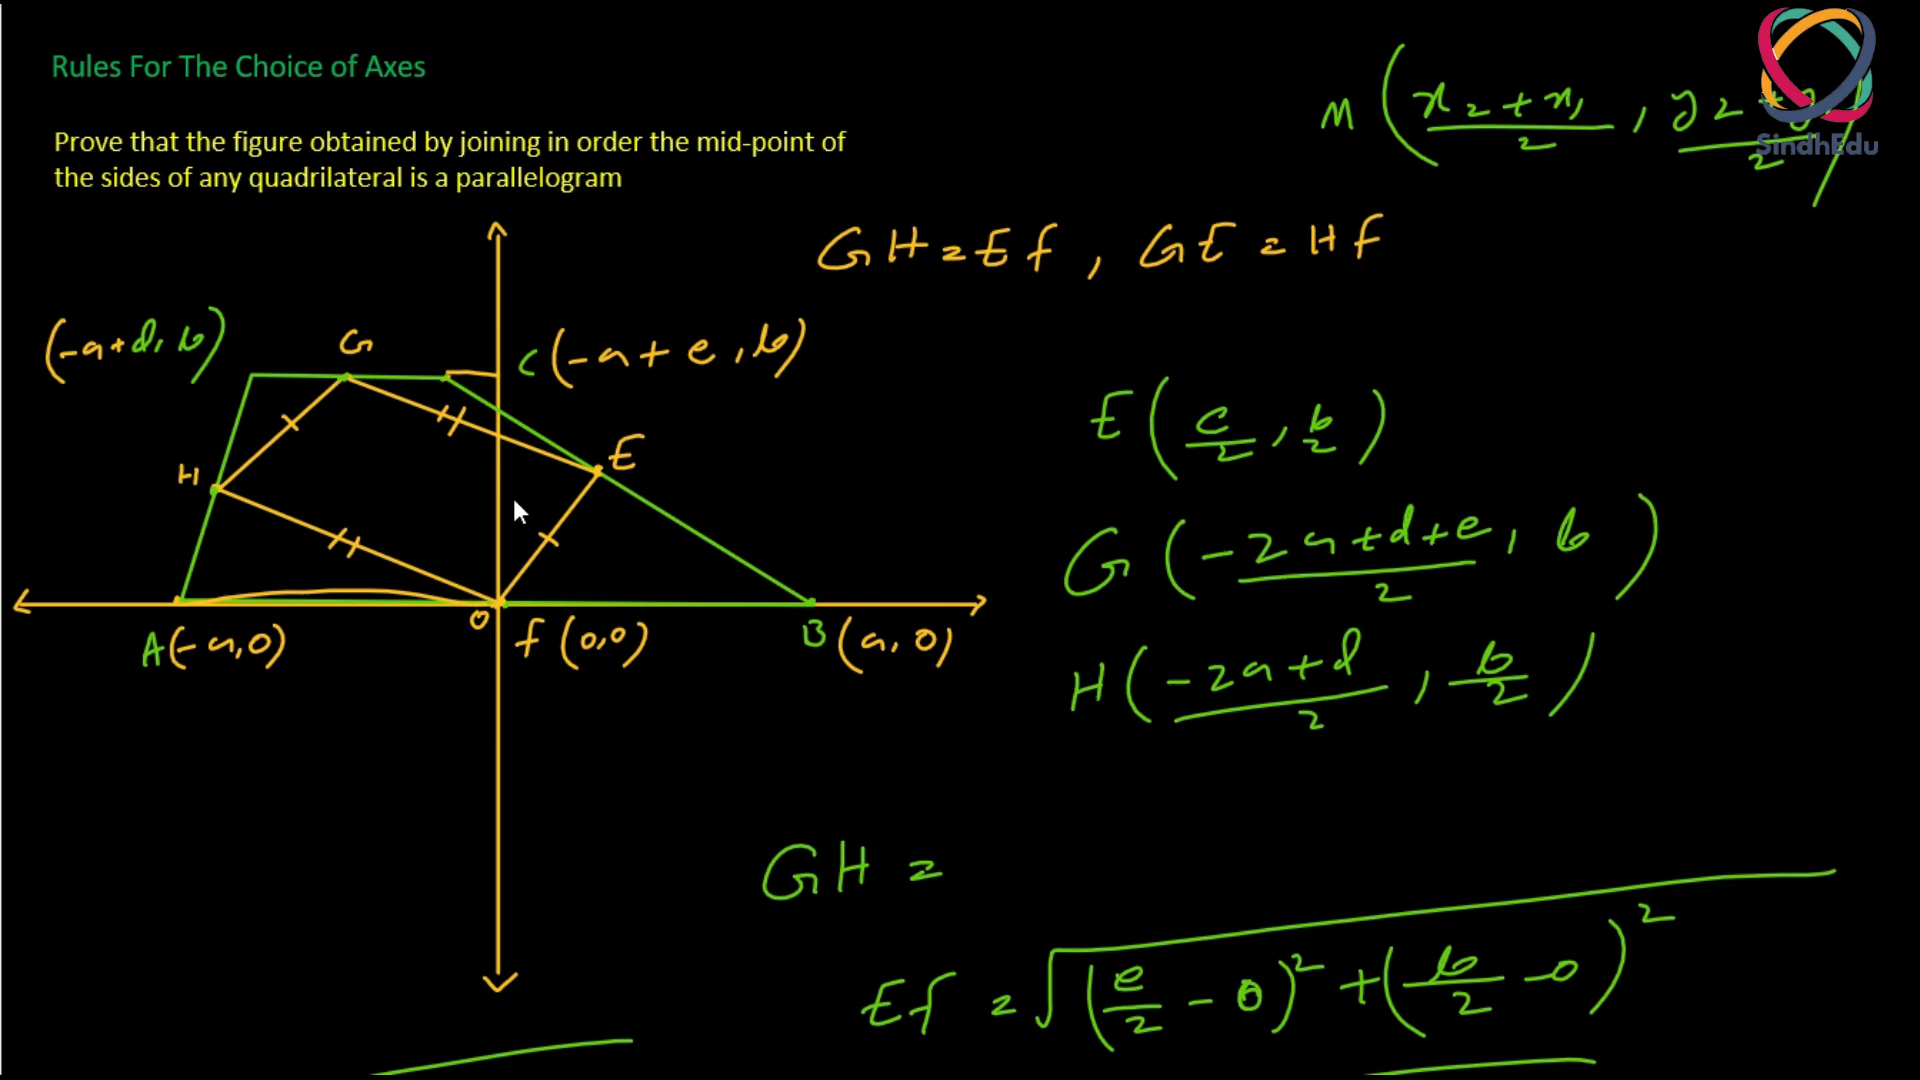 Rules For The Choice of Axes
SindhEdu
M (x2 + x1 / 2 , y2 + y / 2)
Prove that the figure obtained by joining in order the mid-point of
the sides of any quadrilateral is a parallelogram
GH = EF , GE = HF
(-a+d, b)
G
C (-a + e, b)
H
E
E (e/2 , b/2)
G (-2a+d+e / 2 , b)
A (-a, 0)
O
F (0,0)
B (a, 0)
H (-2a+d / 2 , b/2)
GH =
EF = √(e/2 - 0)² + (b/2 - 0)²